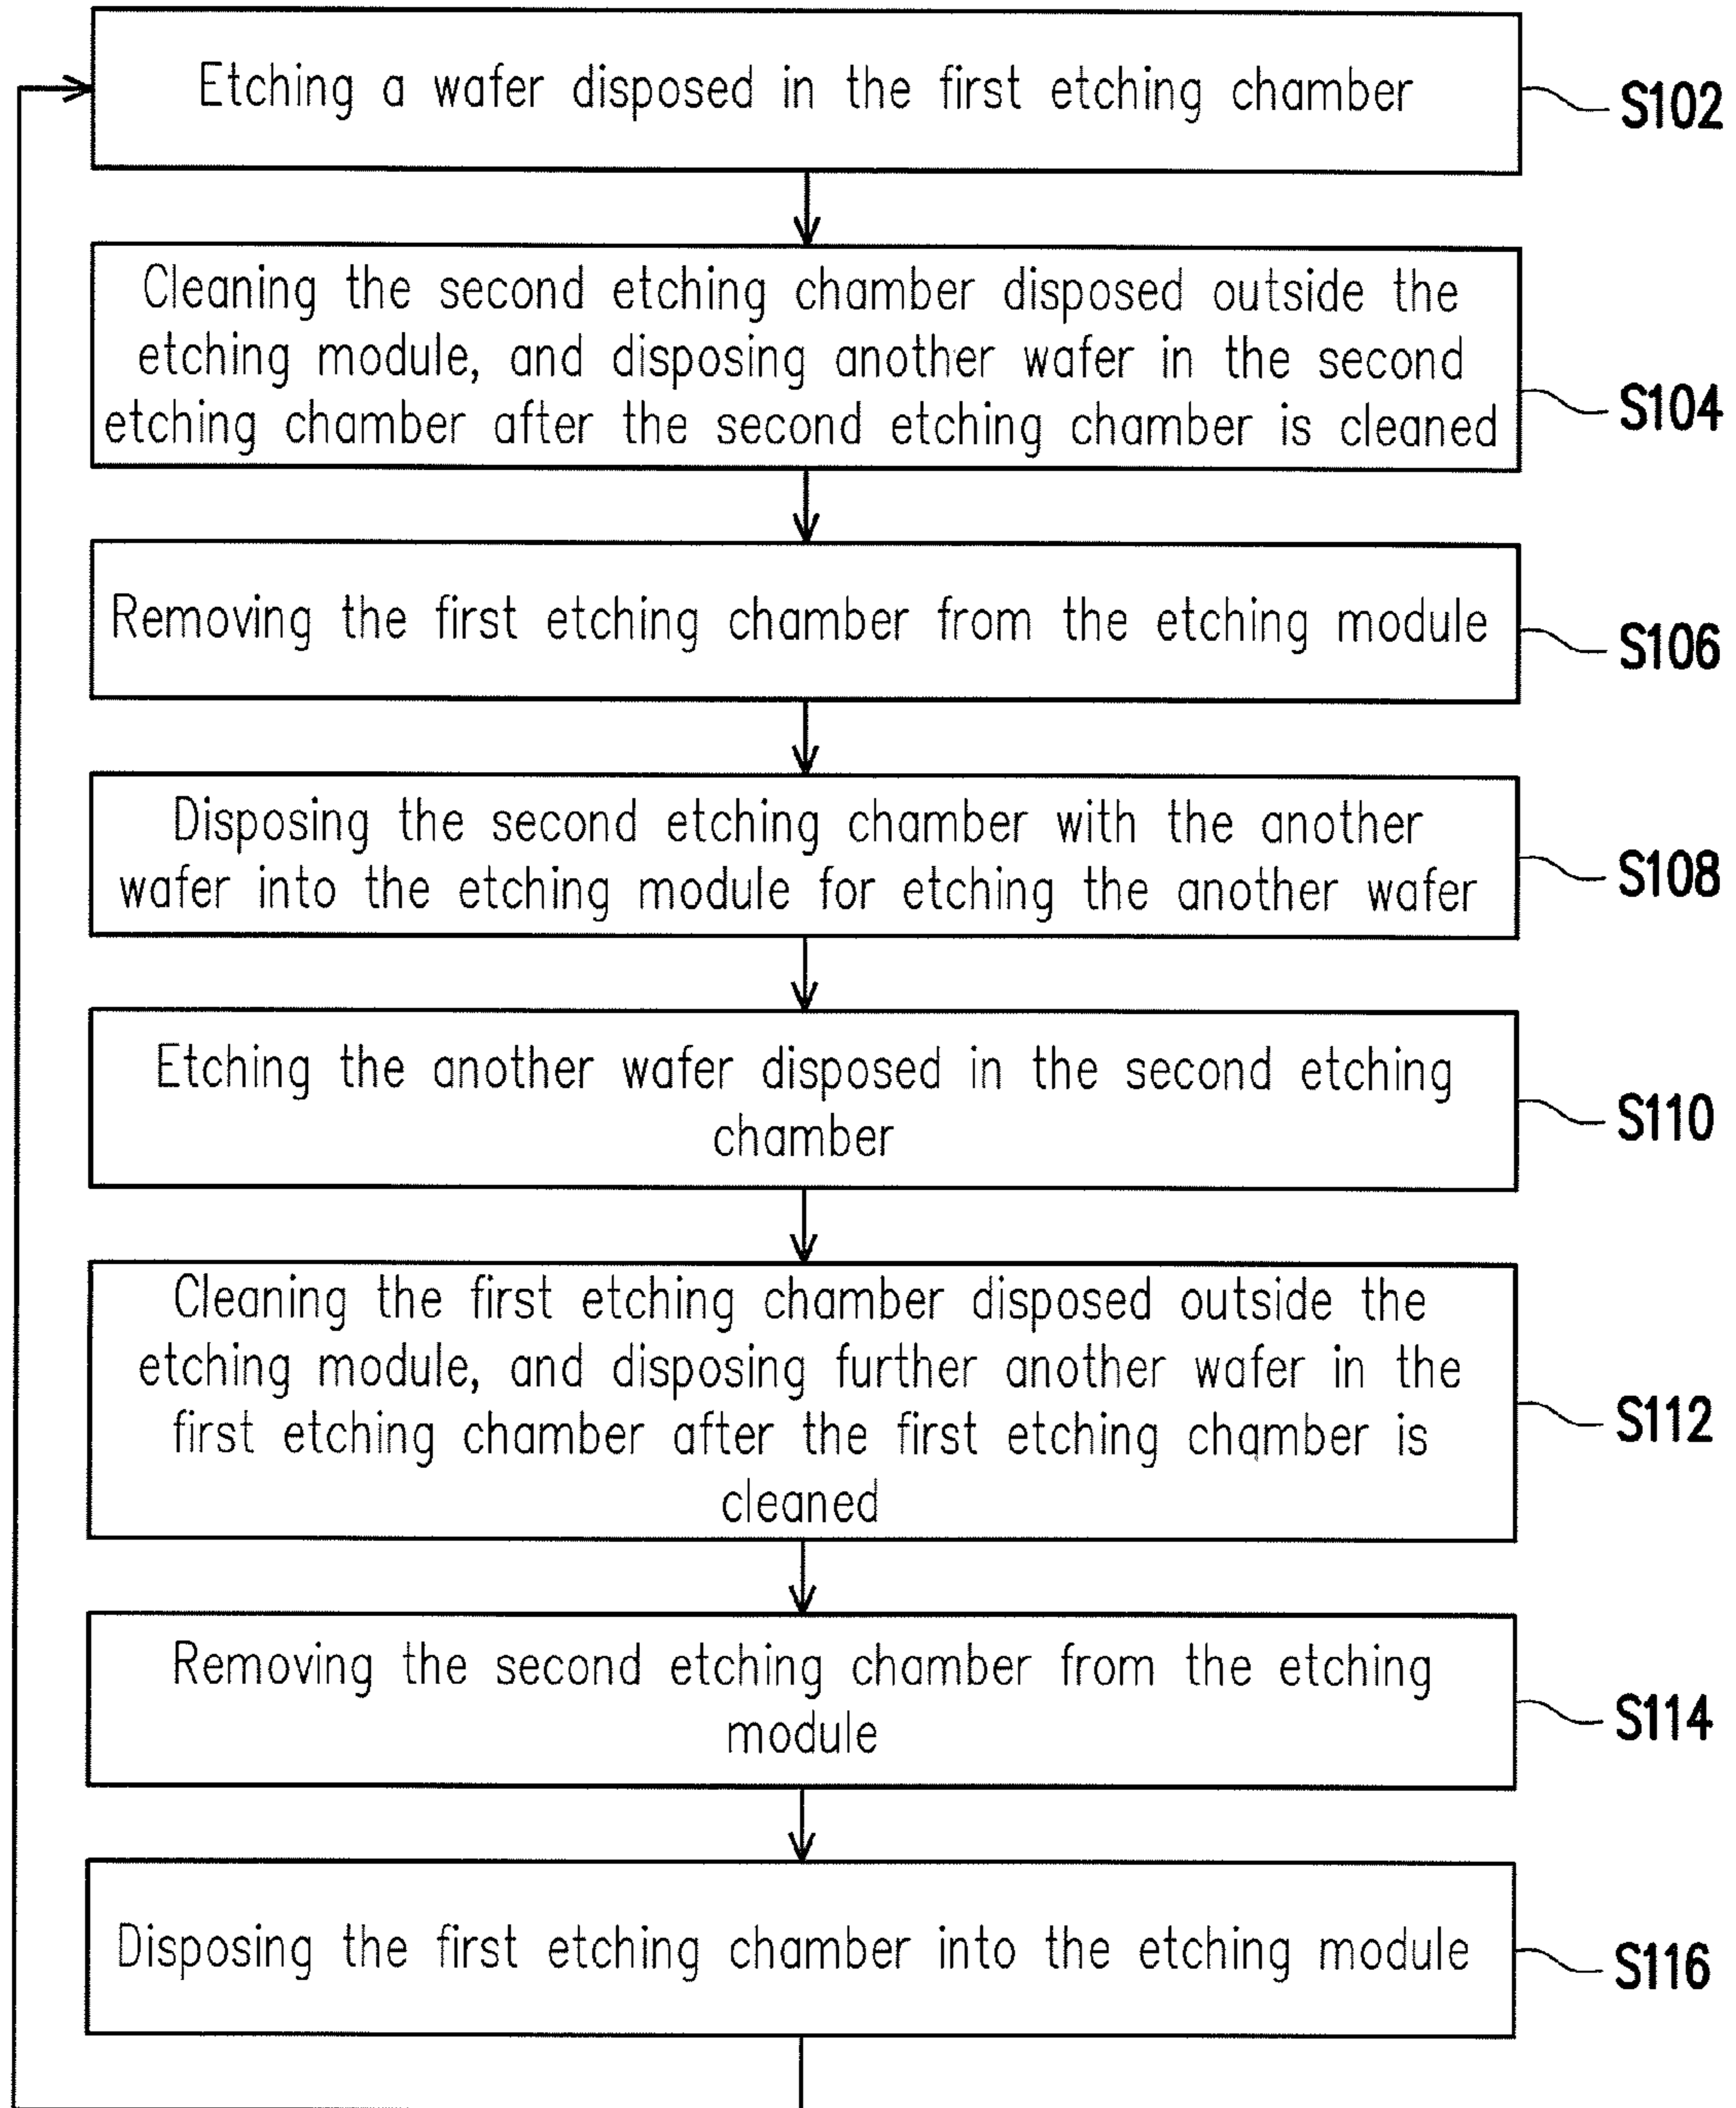 Etching a wafer disposed in the first etching chamber
S102
Cleaning the second etching chamber disposed outside the
etching module, and disposing another wafer in the second
etching chamber after the second etching chamber is cleaned
S104
Removing the first etching chamber from the etching module
S106
Disposing the second etching chamber with the another
wafer into the etching module for etching the another wafer
S108
Etching the another wafer disposed in the second etching
chamber
S110
Cleaning the first etching chamber disposed outside the
etching module, and disposing further another wafer in the
first etching chamber after the first etching chamber is
cleaned
S112
Removing the second etching chamber from the etching
module
S114
Disposing the first etching chamber into the etching module
S116